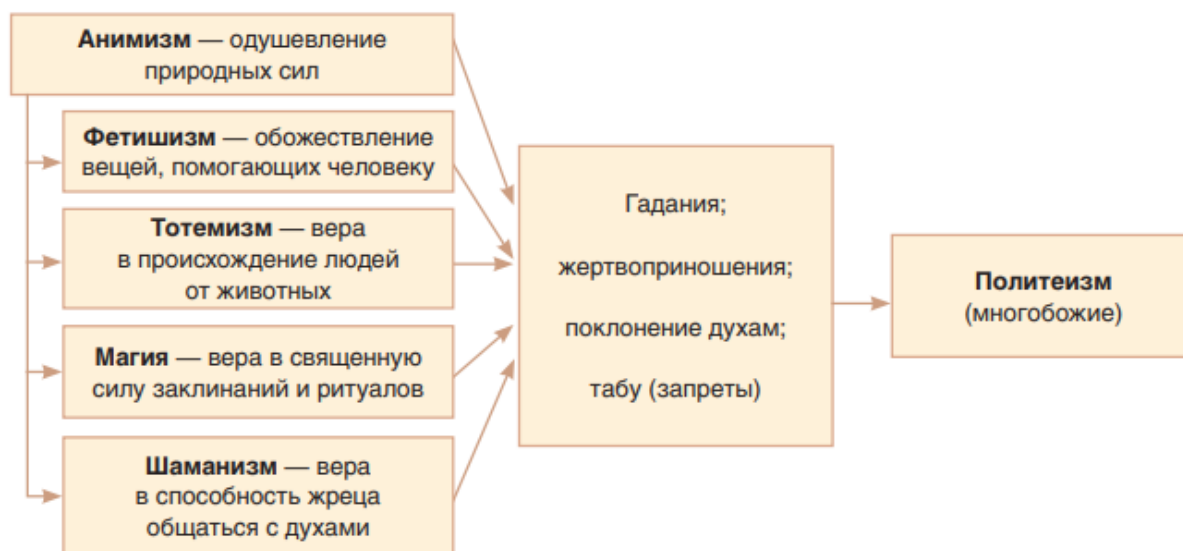 Анимизм — одушевление
природных сил
Фетишизм — обожествление
вещей, помогающих человеку
Тотемизм — вера
в происхождение людей
от животных
Магия — вера в священную
силу заклинаний и ритуалов
Шаманизм — вера
в способность жреца
общаться с духами
Гадания;
жертвоприношения;
поклонение духам;
табу (запреты)
Политеизм
(многобожие)